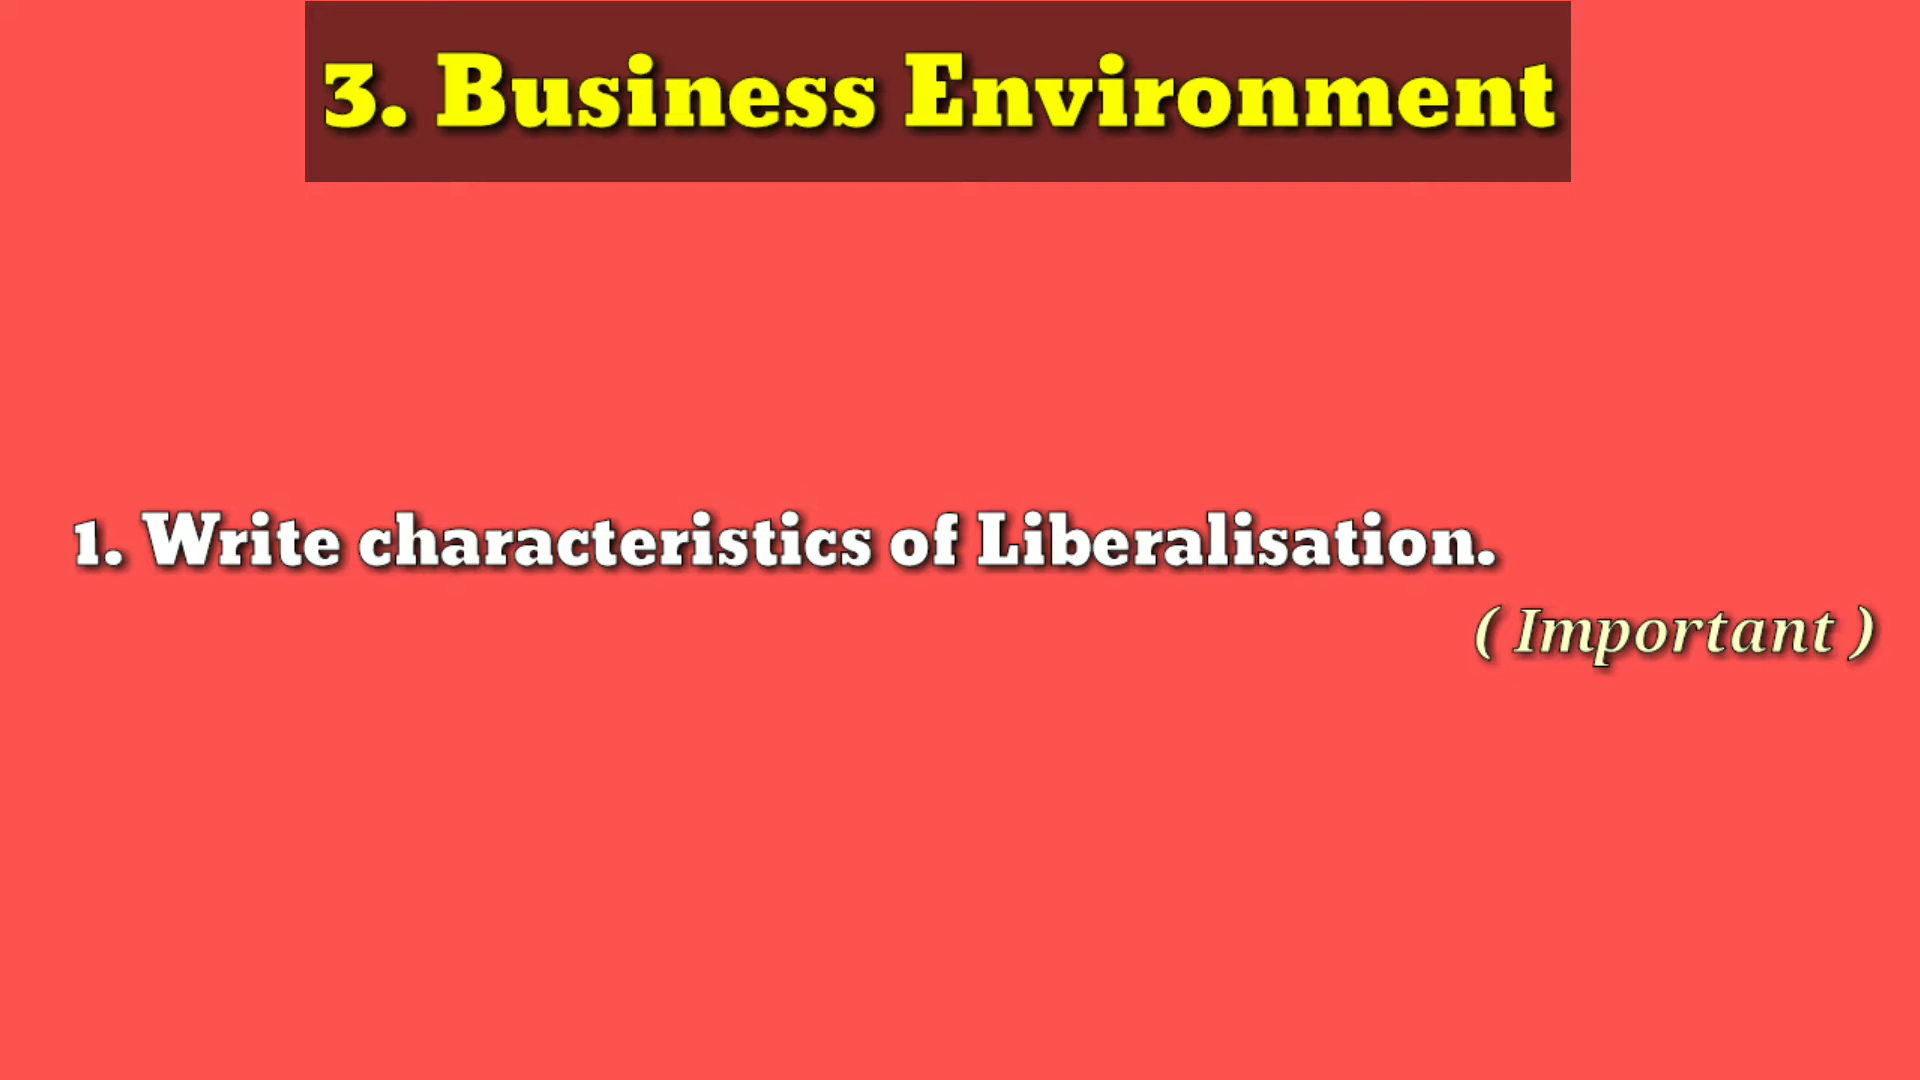 3. Business Environment
1. Write characteristics of Liberalisation.
( Important )